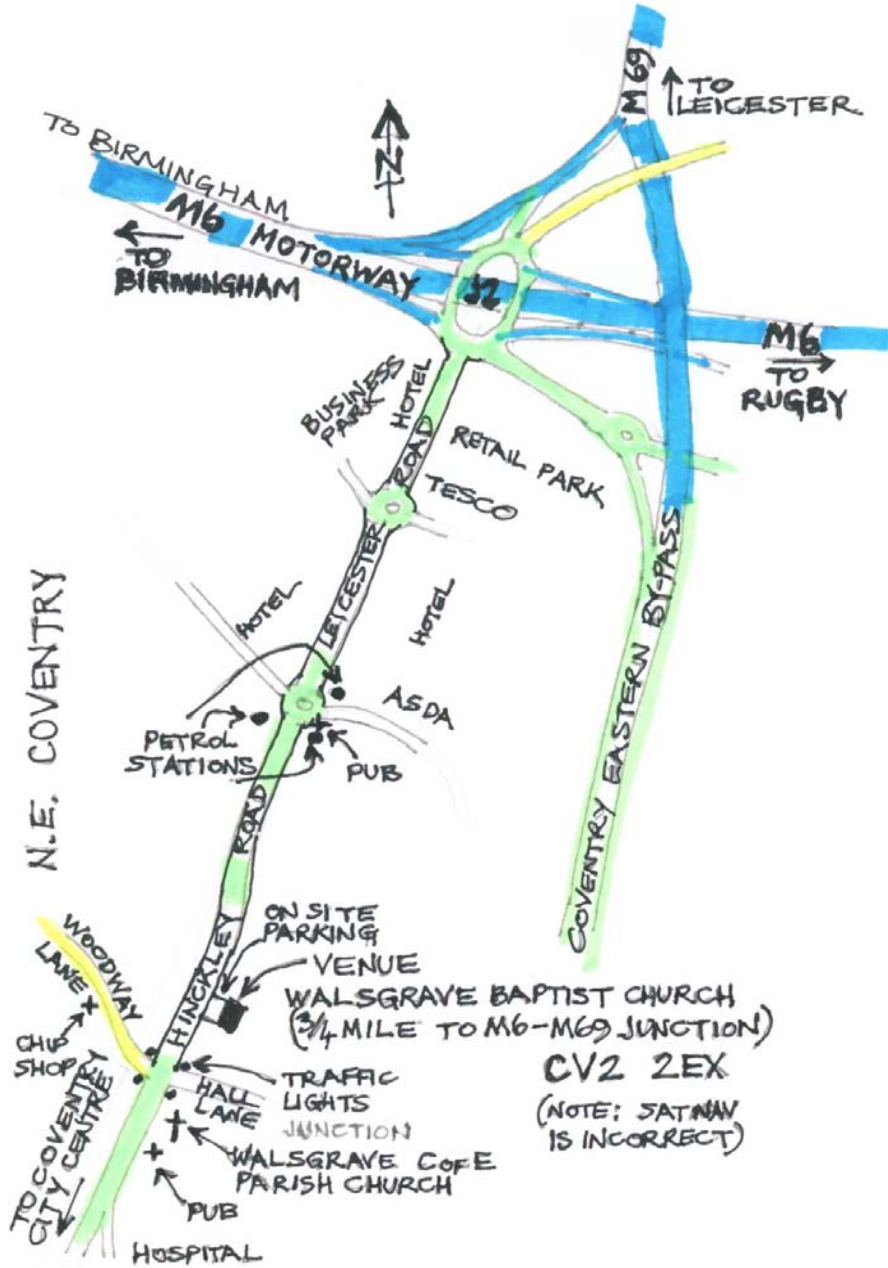 M69
TO
LEICESTER
TO BIRMINGHAM
N
M6 MOTORWAY
TO
BIRMINGHAM
J2
M6
TO
RUGBY
BUSINESS
PARK
HOTEL
RETAIL PARK
TESCO
LEICESTER ROAD
HOTEL
HOTEL
ASDA
PETROL
STATIONS
PUB
COVENTRY EASTERN BY-PASS
N.E. COVENTRY
HINCKLEY ROAD
ON SITE
PARKING
VENUE
WALSGRAVE BAPTIST CHURCH
(3/4 MILE TO M6-M69 JUNCTION)
CV2 2EX
(NOTE: SATNAV
IS INCORRECT)
WOODWAY
LANE
CHIP
SHOP
TRAFFIC
LIGHTS
JUNCTION
HALL
LANE
WALSGRAVE C OF E
PARISH CHURCH
PUB
TO COVENTRY
CITY CENTRE
HOSPITAL